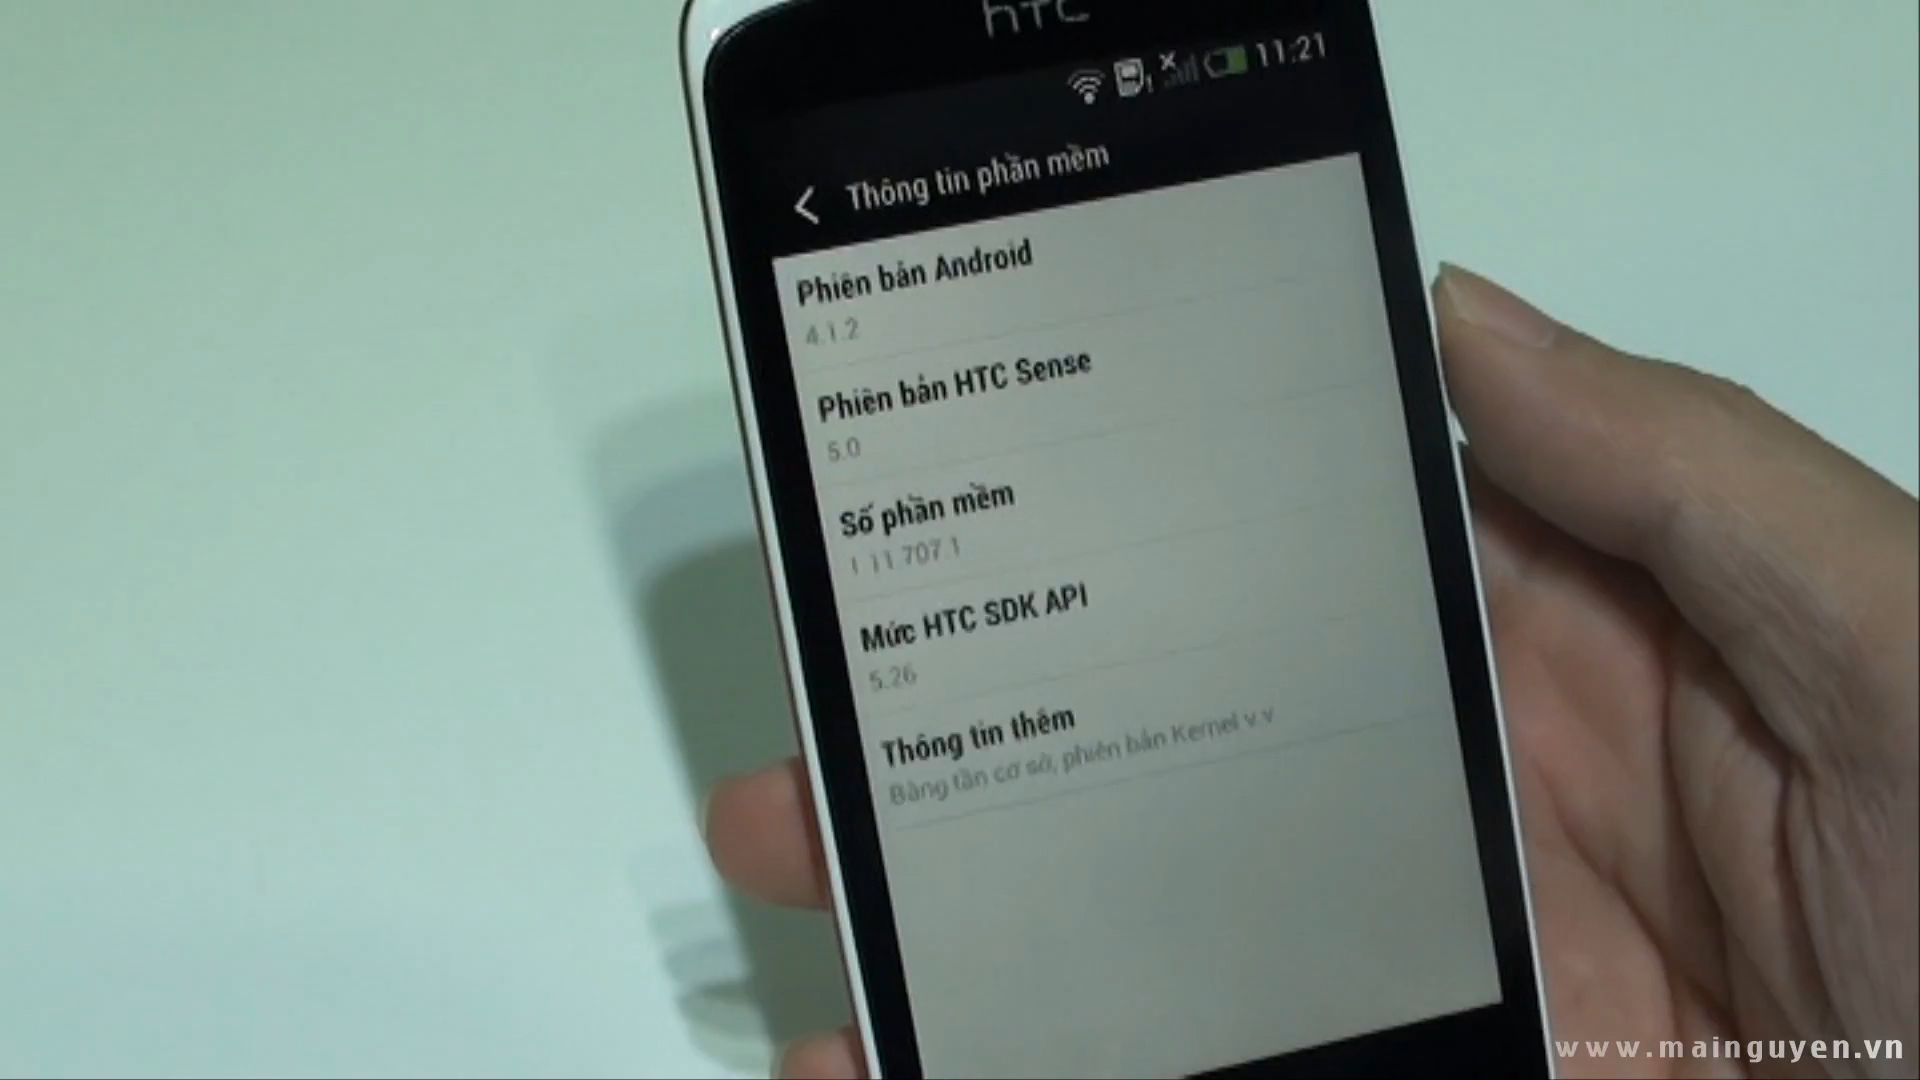 hTC
11:21
Thông tin phần mềm
Phiên bản Android
4.1.2
Phiên bản HTC Sense
5.0
Số phần mềm
1.11.707.1
Mức HTC SDK API
5.26
Thông tin thêm
Băng tần cơ sở, phiên bản Kernel v.v
www.mainguyen.vn